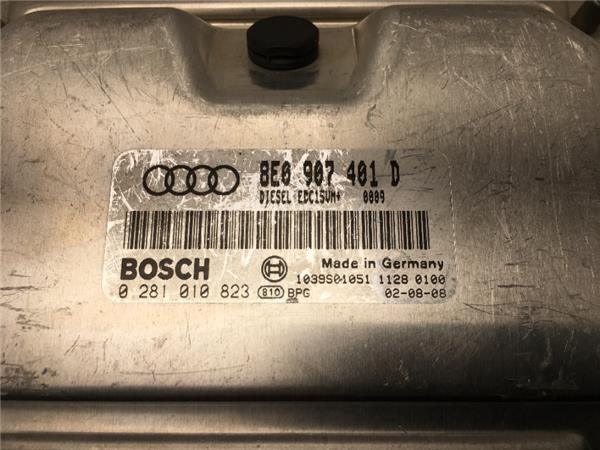 8E0 907 401 D
DIESEL EDC15VM+ 0009
BOSCH
Made in Germany
1039S01051 1128 0100
0 281 010 823 810 BPG 02-08-08